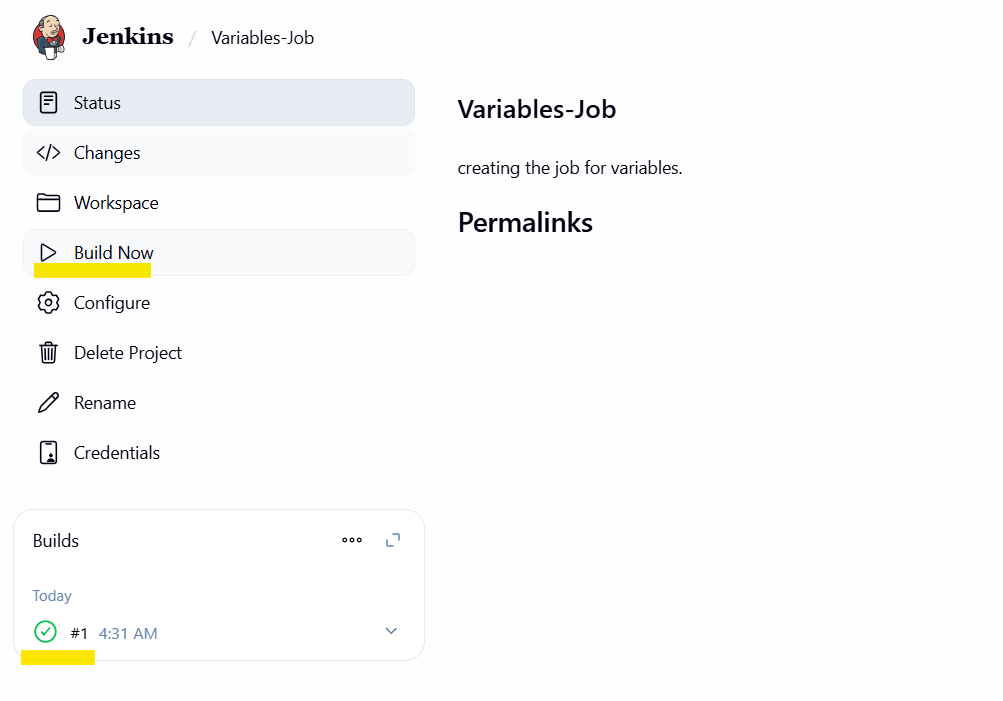 Jenkins / Variables-Job
Status
Changes
Workspace
Build Now
Configure
Delete Project
Rename
Credentials
Variables-Job
creating the job for variables.
Permalinks
Builds
Today
#1 4:31 AM